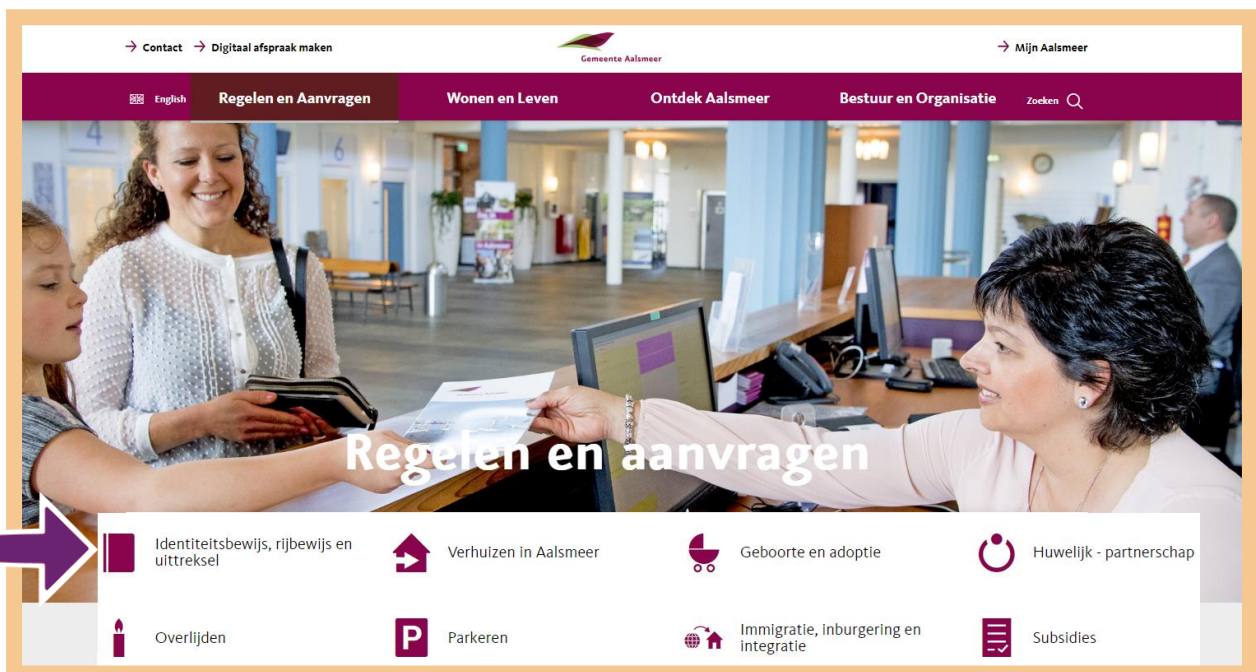 Contact
Digitaal afspraak maken
Gemeente Aalsmeer
Mijn Aalsmeer
English
Regelen en Aanvragen
Wonen en Leven
Ontdek Aalsmeer
Bestuur en Organisatie
Zoeken
4
6
Regelen en aanvragen
Identiteitsbewijs, rijbewijs en
uittreksel
Verhuizen in Aalsmeer
Geboorte en adoptie
Huwelijk - partnerschap
Overlijden
P
Parkeren
Immigratie, inburgering en
integratie
Subsidies